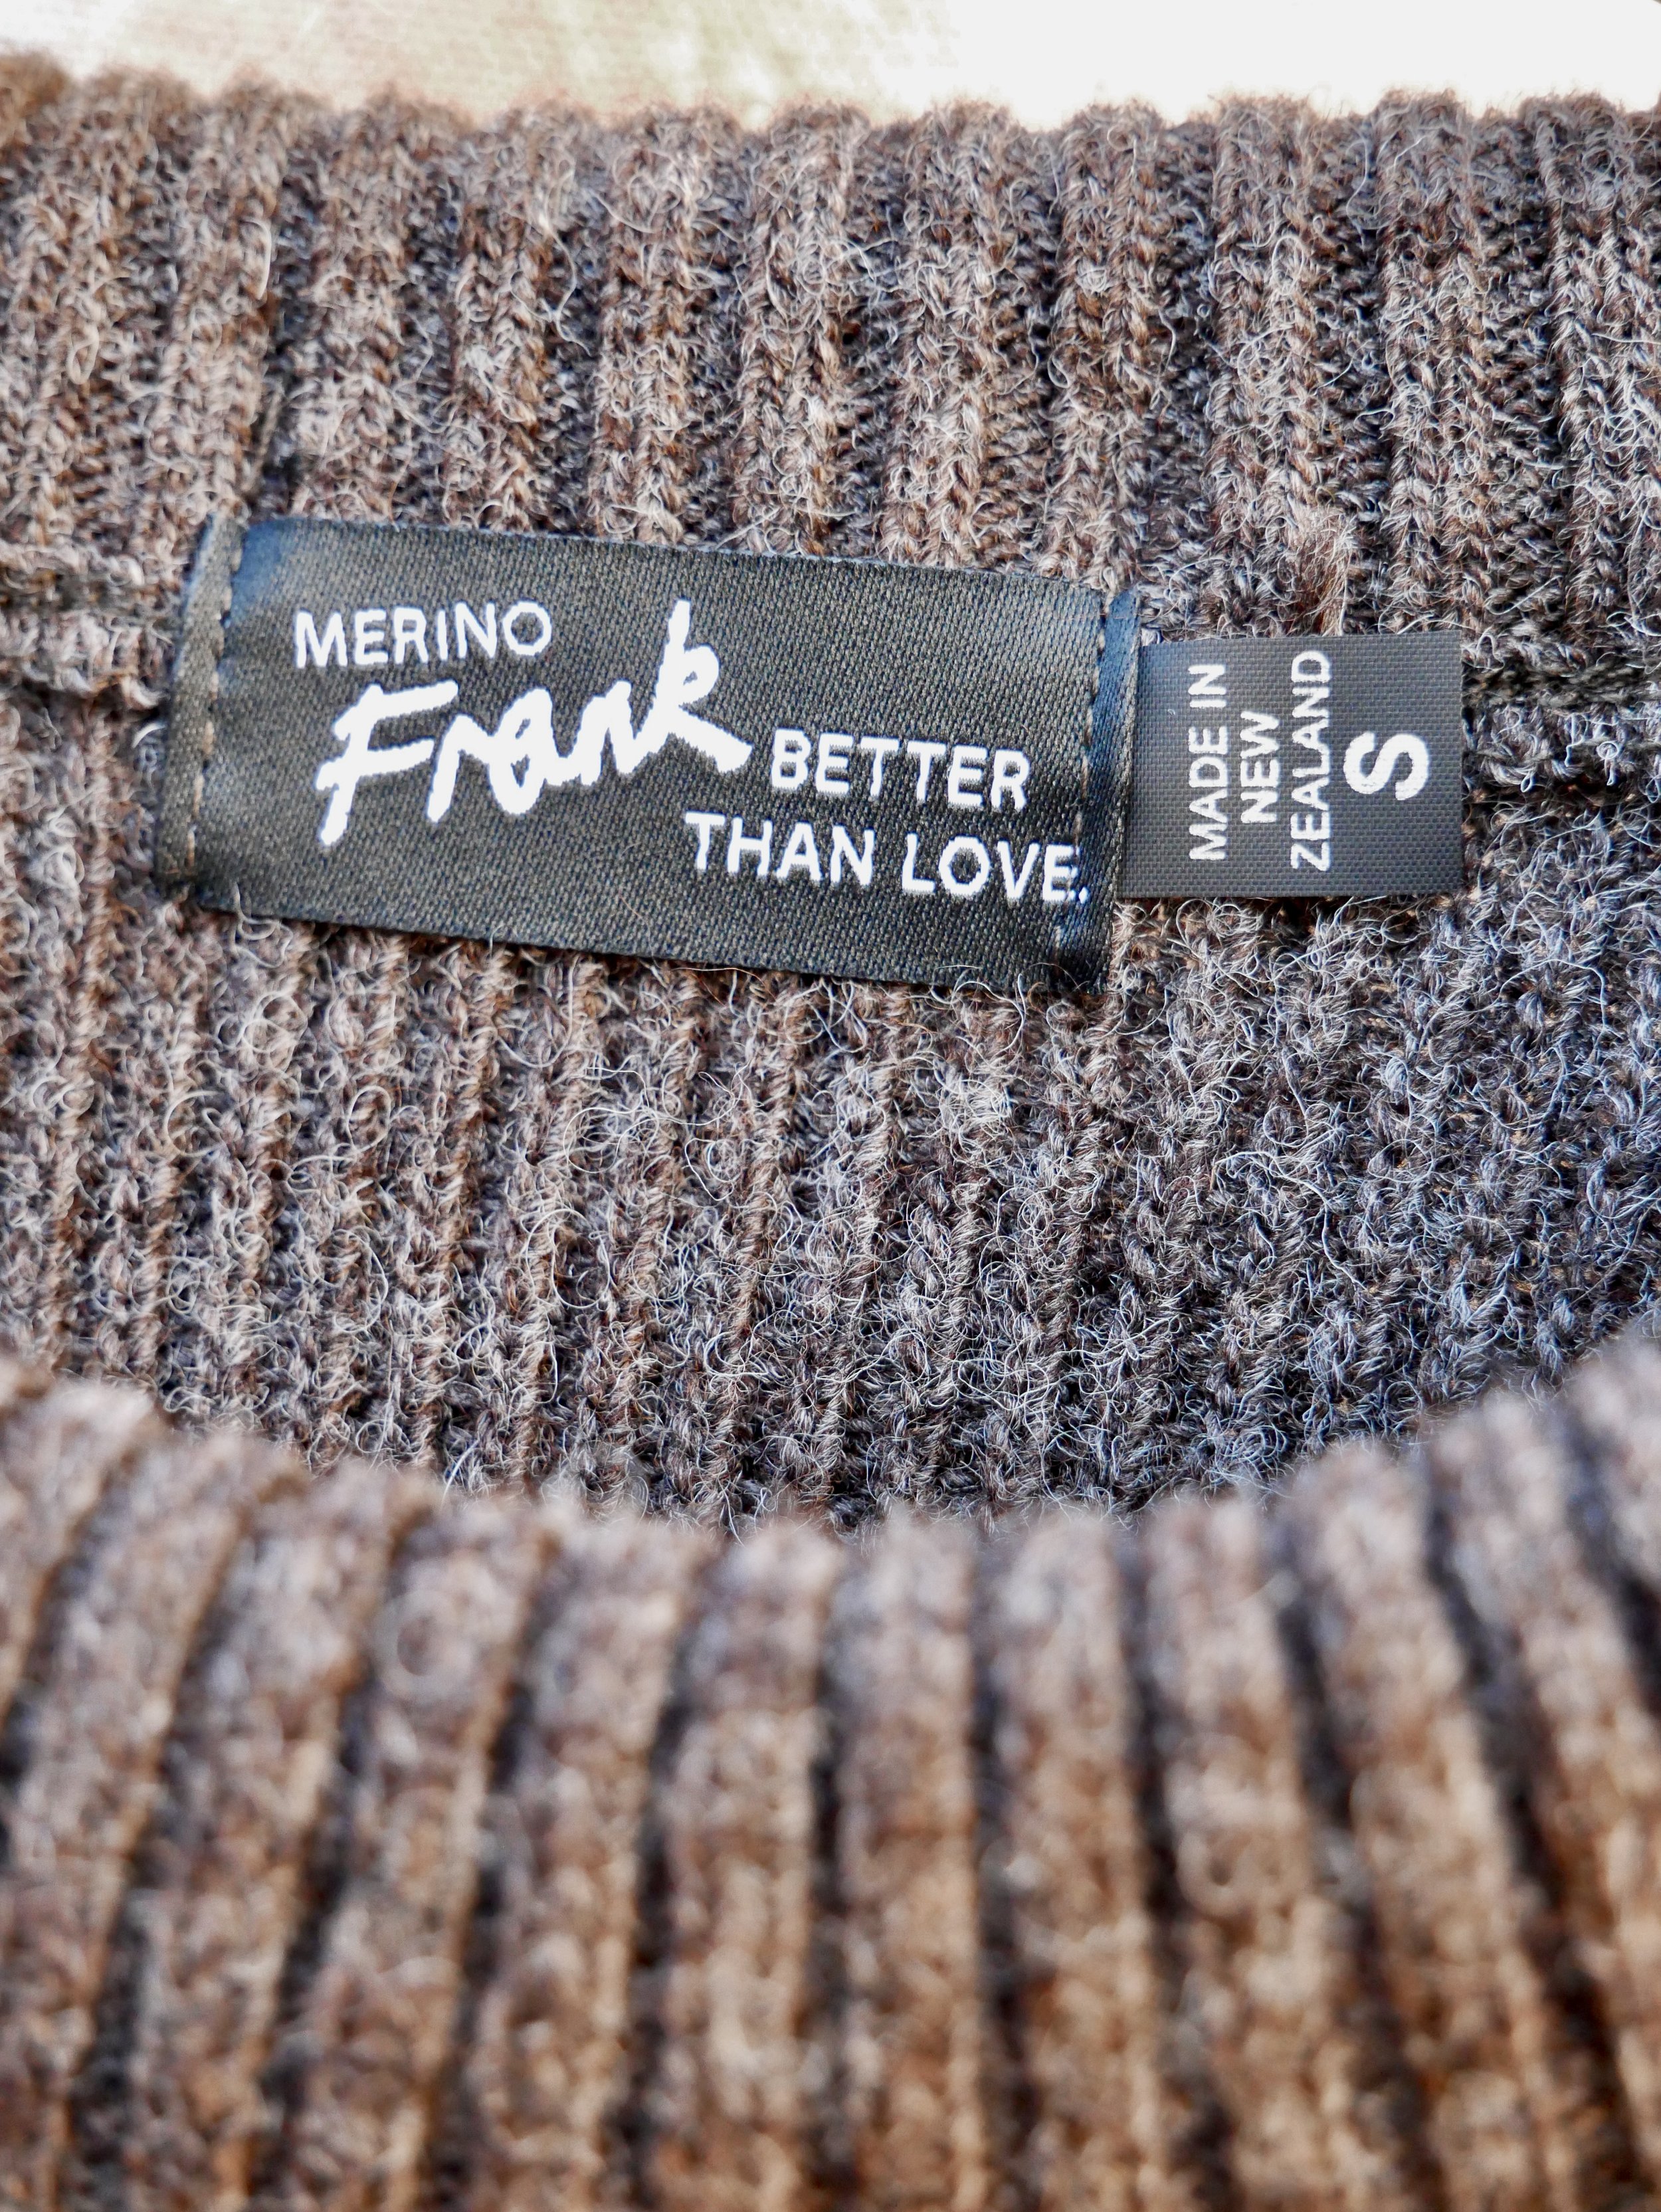 MERINO
Frank BETTER
THAN LOVE.
MADE IN
NEW
ZEALAND
S